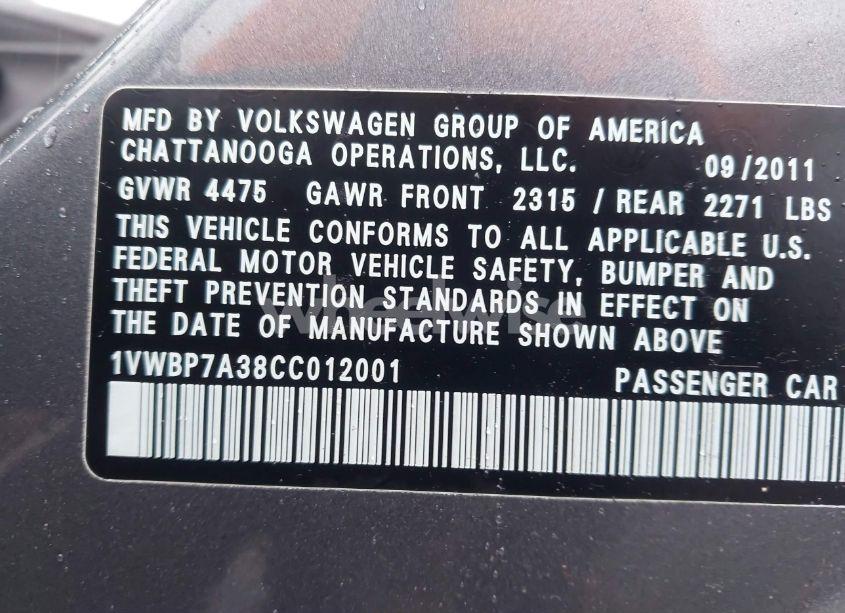 MFD BY VOLKSWAGEN GROUP OF AMERICA
CHATTANOOGA OPERATIONS, LLC. 09/2011
GVWR 4475 GAWR FRONT 2315 / REAR 2271 LBS
THIS VEHICLE CONFORMS TO ALL APPLICABLE U.S.
FEDERAL MOTOR VEHICLE SAFETY, BUMPER AND
THEFT PREVENTION STANDARDS IN EFFECT ON
THE DATE OF MANUFACTURE SHOWN ABOVE
1VWBP7A38CC012001 PASSENGER CAR
wheelwise